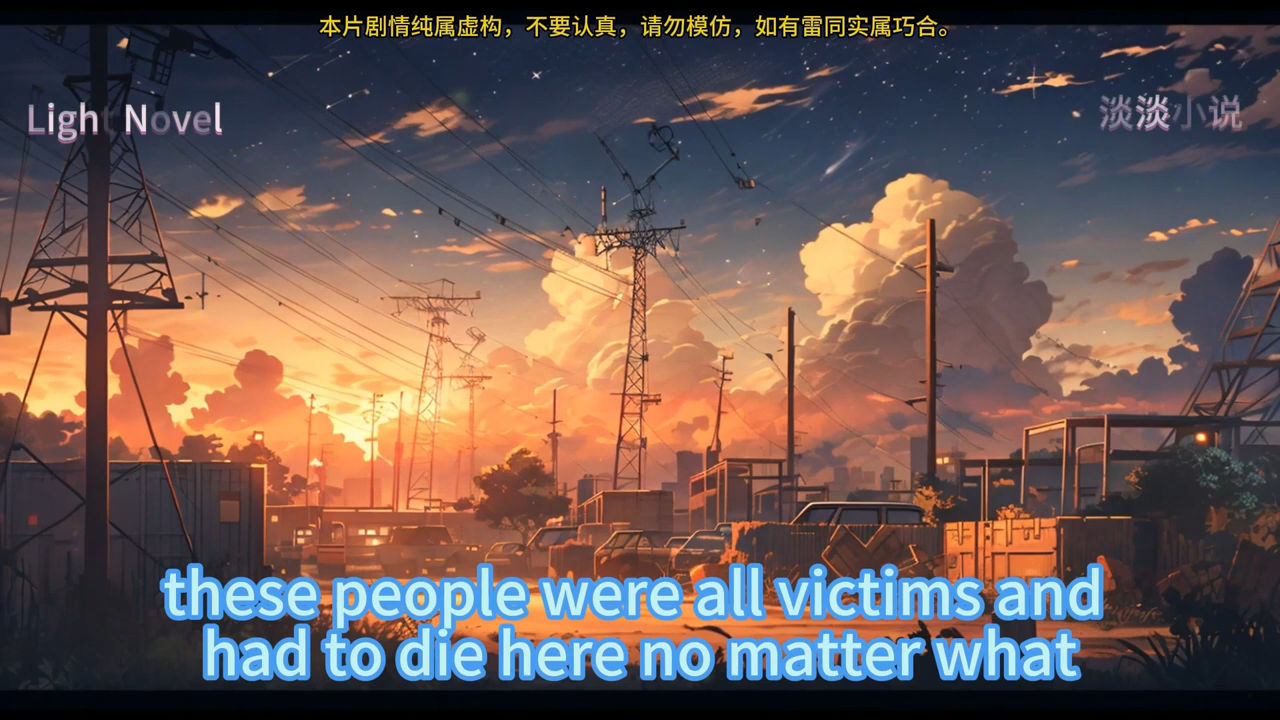 本片剧情纯属虚构，不要认真，请勿模仿，如有雷同实属巧合。
Light Novel
淡淡小说
these people were all victims and
had to die here no matter what